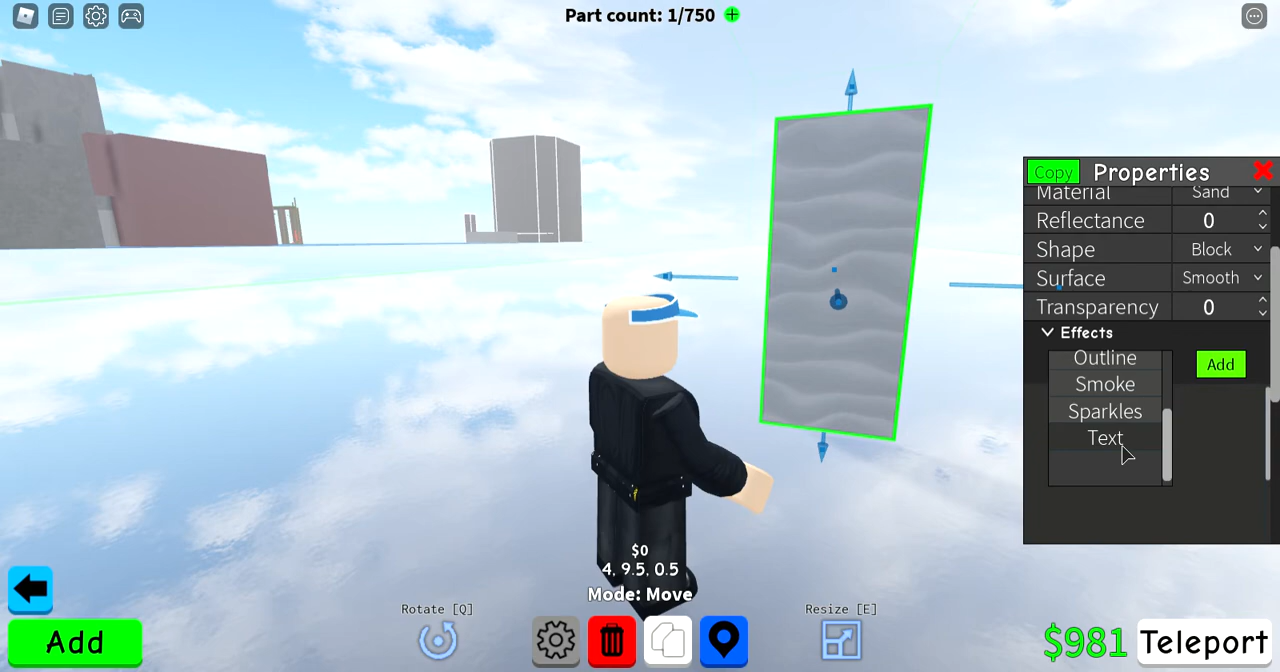 Part count: 1/750
Copy Properties
Material Sand
Reflectance 0
Shape Block
Surface Smooth
Transparency 0
Effects
Outline
Add
Smoke
Sparkles
Text
$0
4, 9.5, 0.5
Mode: Move
Rotate [Q]
Resize [E]
Add
$981
Teleport